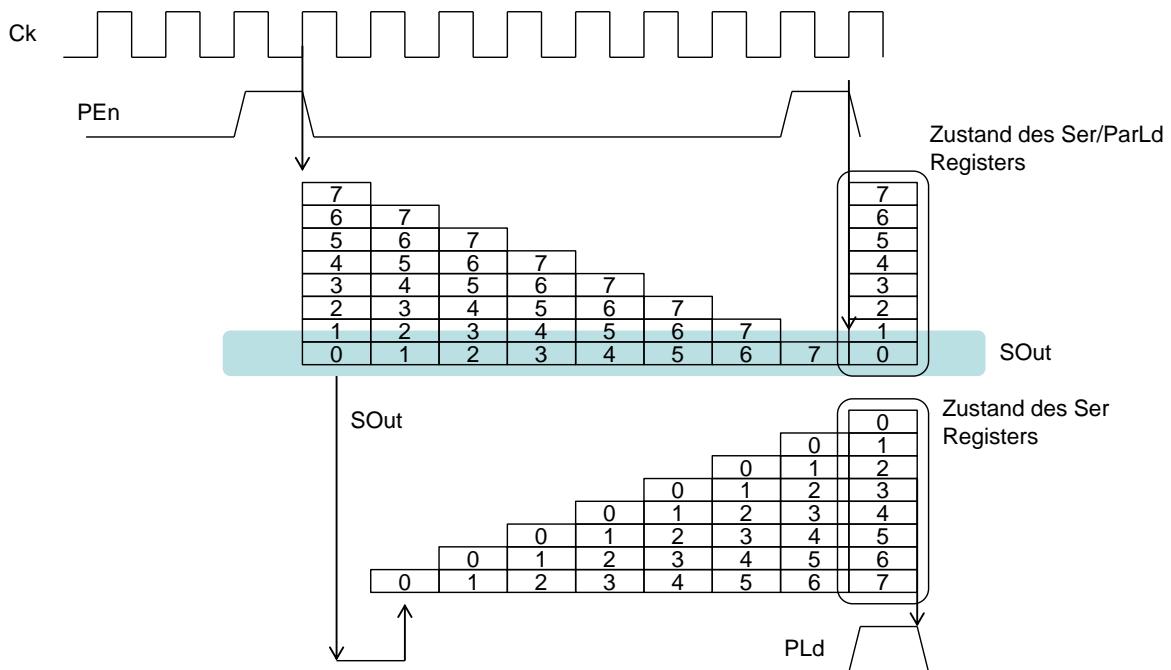 Ck
PEn
Zustand des Ser/ParLd
Registers
7 7
6 7 6
5 6 7 5
4 5 6 7 4
3 4 5 6 7 3
2 3 4 5 6 7 2
1 2 3 4 5 6 7 1
0 1 2 3 4 5 6 7 0
SOut
SOut
Zustand des Ser
Registers
0
0 1
0 1 2
0 1 2 3
0 1 2 3 4
0 1 2 3 4 5
0 1 2 3 4 5 6
0 1 2 3 4 5 6 7
PLd